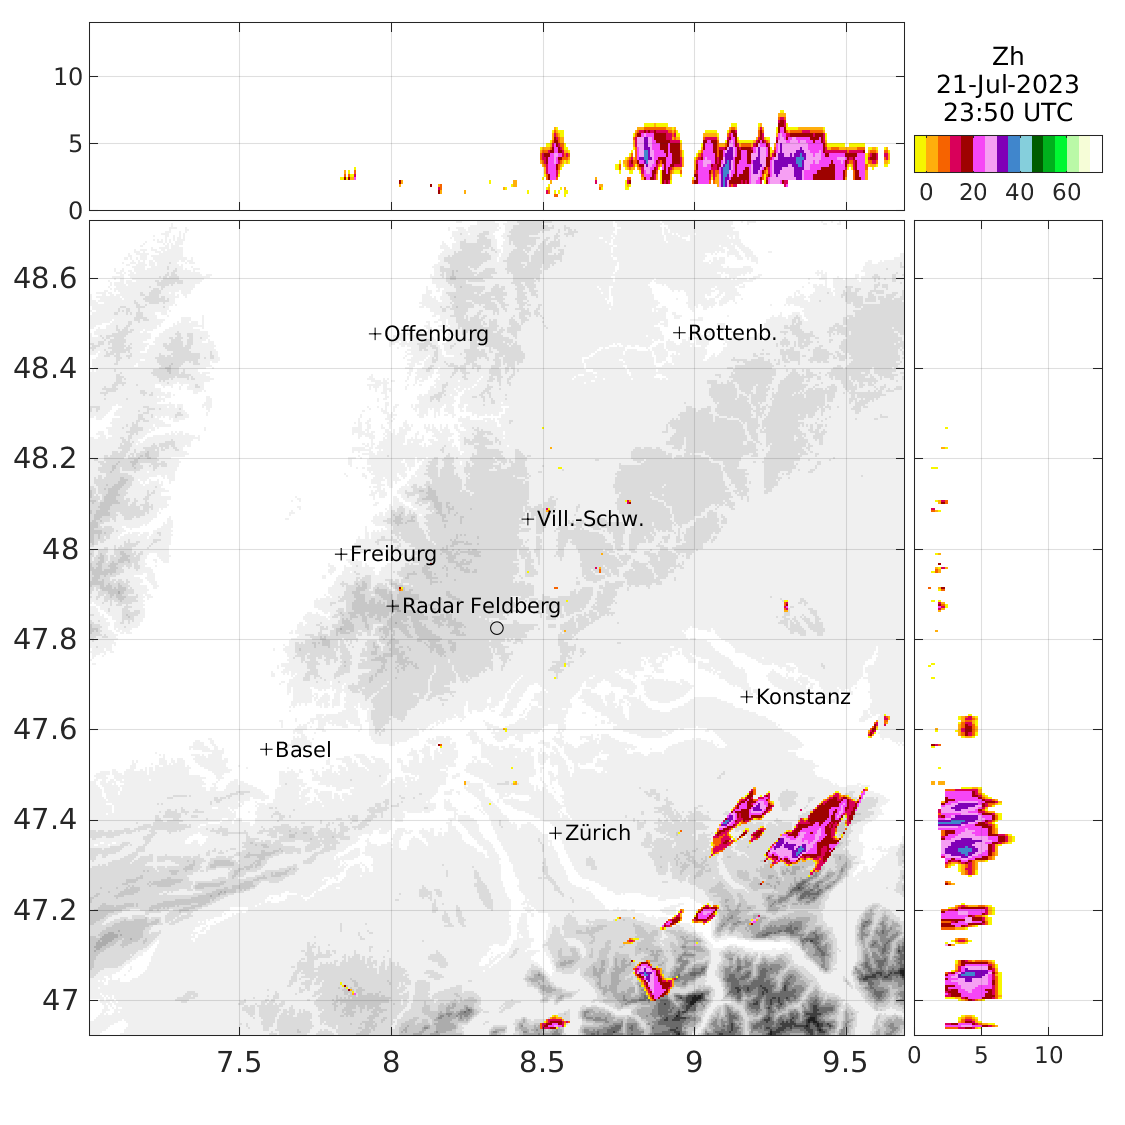 10
5
0
Zh
21-Jul-2023
23:50 UTC
0 20 40 60
48.6
48.4
48.2
48
47.8
47.6
47.4
47.2
47
+Offenburg
+Rottenb.
+Vill.-Schw.
+Freiburg
+Radar Feldberg
+Konstanz
+Basel
+Zürich
7.5 8 8.5 9 9.5
0 5 10